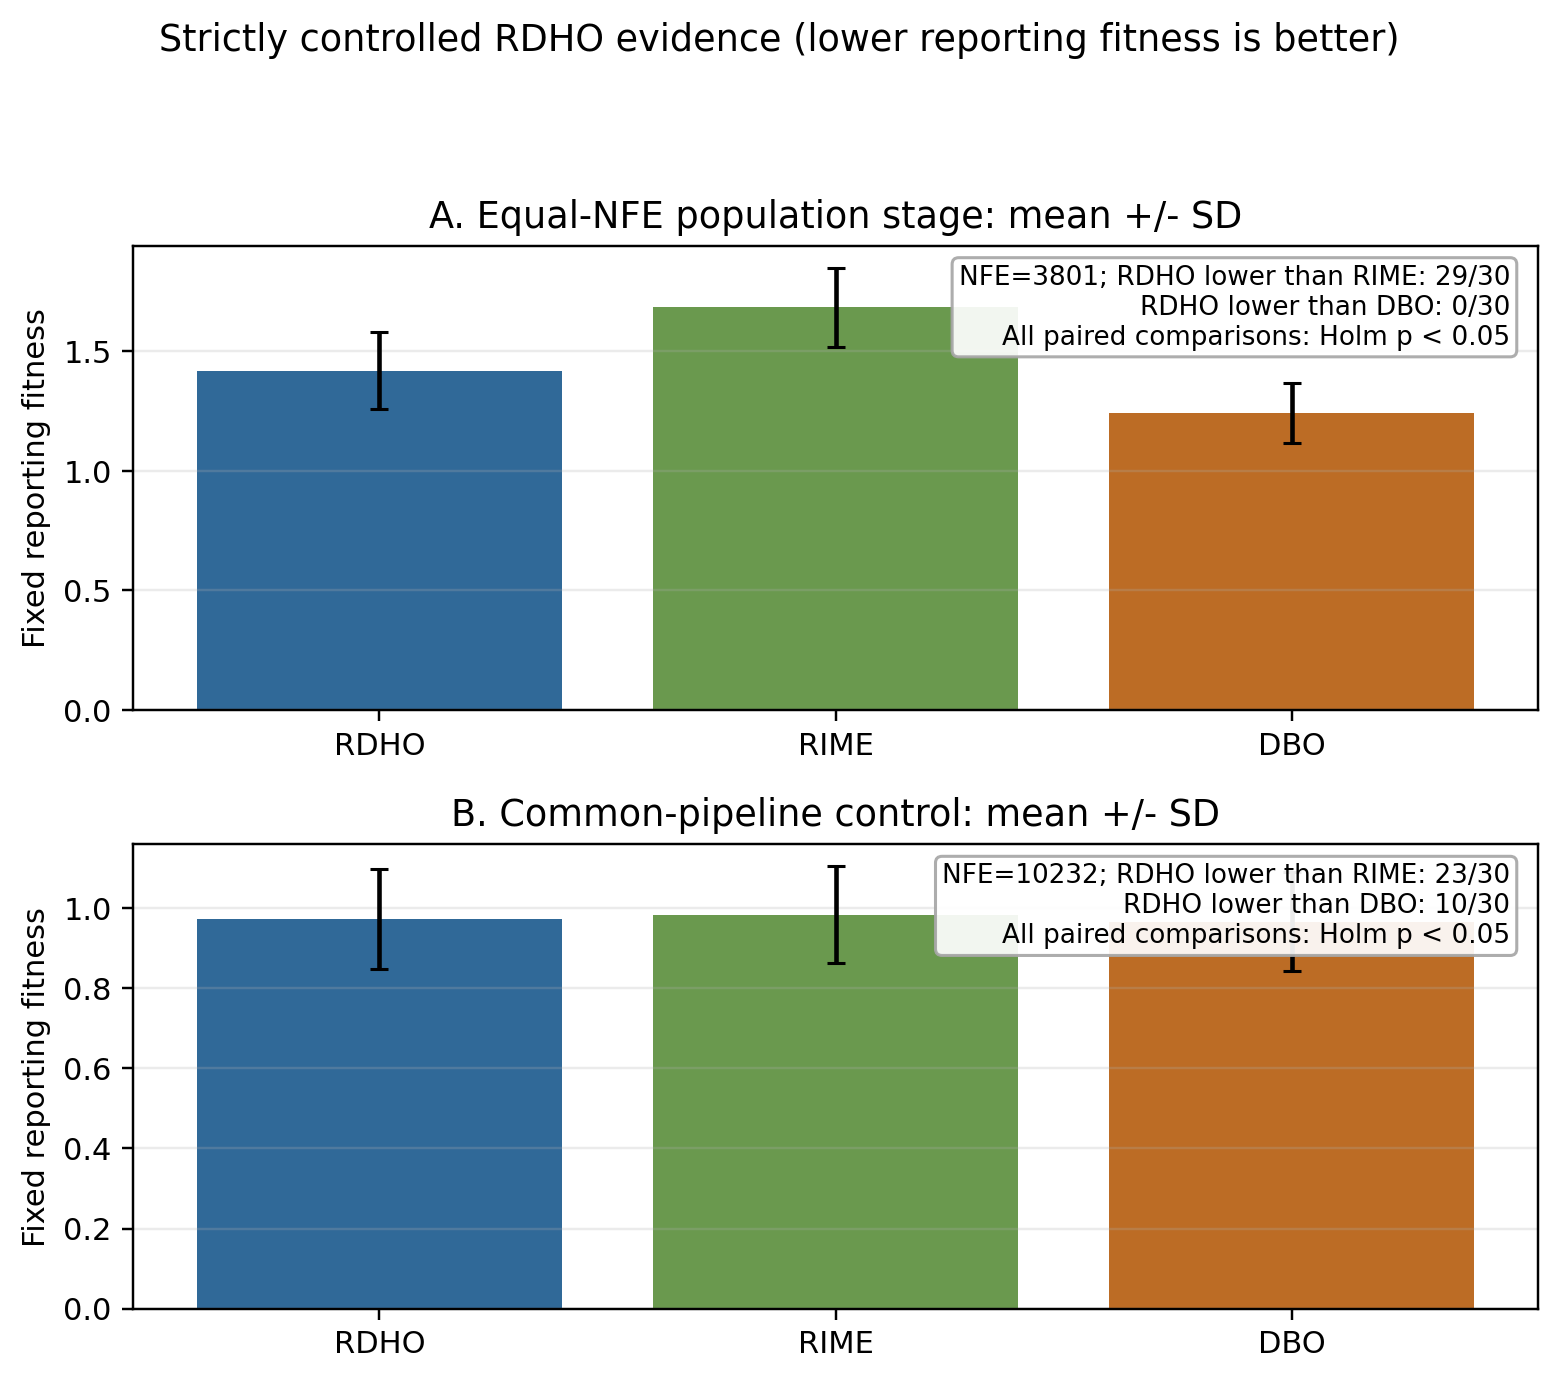 Strictly controlled RDHO evidence (lower reporting fitness is better)
A. Equal-NFE population stage: mean +/- SD
NFE=3801; RDHO lower than RIME: 29/30
RDHO lower than DBO: 0/30
All paired comparisons: Holm p < 0.05
Fixed reporting fitness
1.5
1.0
0.5
0.0
RDHO
RIME
DBO
B. Common-pipeline control: mean +/- SD
NFE=10232; RDHO lower than RIME: 23/30
RDHO lower than DBO: 10/30
All paired comparisons: Holm p < 0.05
Fixed reporting fitness
1.0
0.8
0.6
0.4
0.2
0.0
RDHO
RIME
DBO